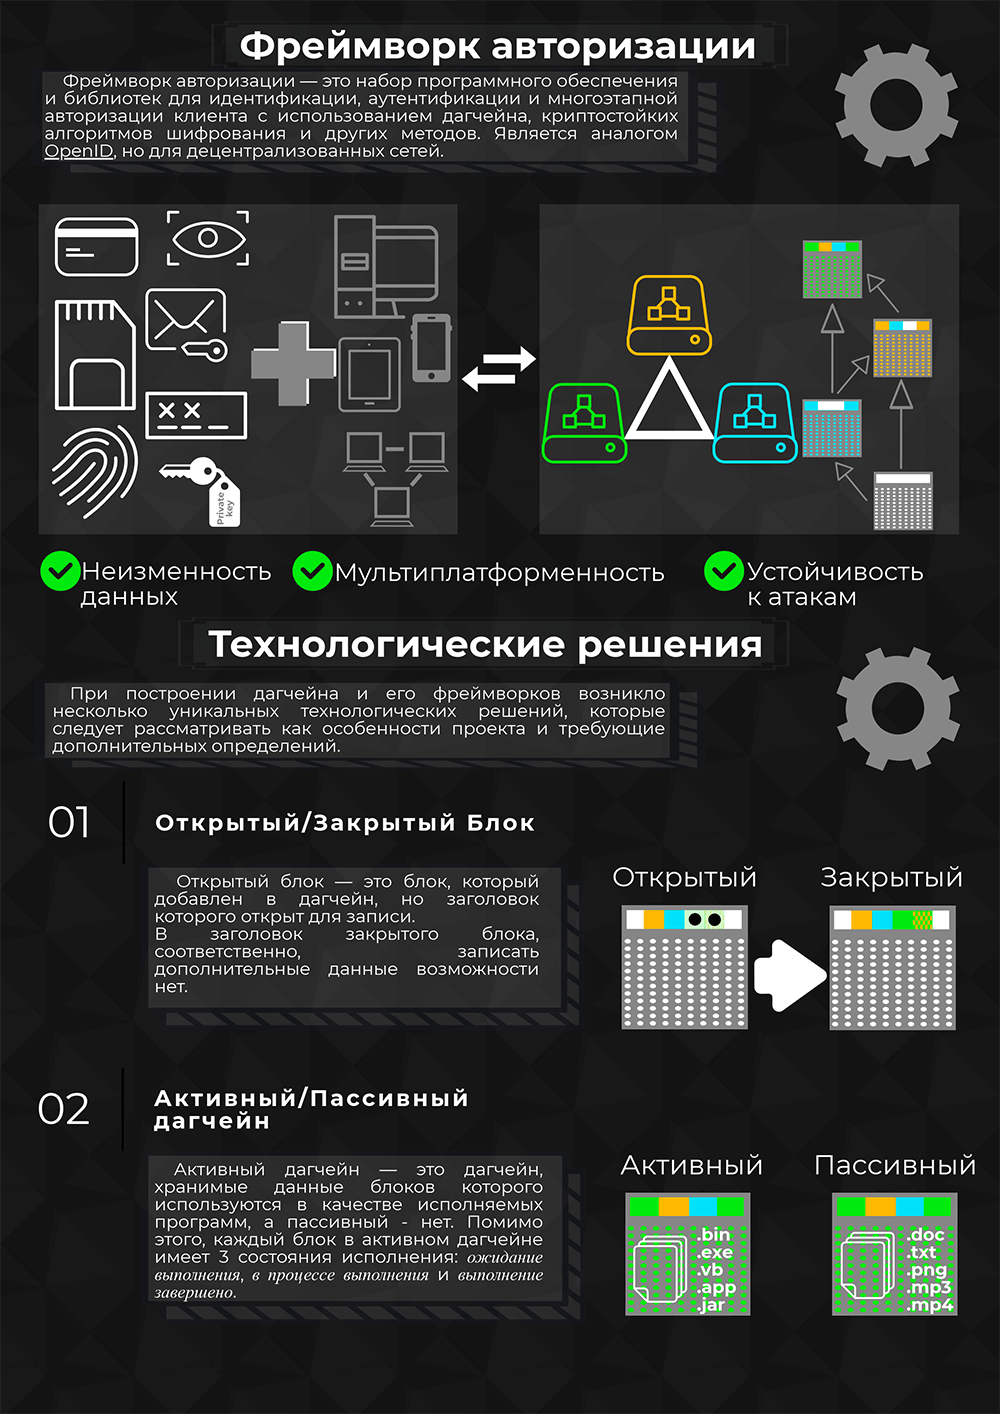 Фреймворк авторизации
Фреймворк авторизации — это набор программного обеспечения
и библиотек для идентификации, аутентификации и многоэтапной
авторизации клиента с использованием дагчейна, криптостойких
алгоритмов шифрования и других методов. Является аналогом
OpenID, но для децентрализованных сетей.
Private
key
Неизменность
данных
Мультиплатформенность
Устойчивость
к атакам
Технологические решения
При построении дагчейна и его фреймворков возникло
несколько уникальных технологических решений, которые
следует рассматривать как особенности проекта и требующие
дополнительных определений.
01
Открытый/Закрытый Блок
Открытый блок — это блок, который
добавлен в дагчейн, но заголовок
которого открыт для записи.
В заголовок закрытого блока,
соответственно, записать
дополнительные данные возможности
нет.
Открытый
Закрытый
02
Активный/Пассивный
дагчейн
Активный дагчейн — это дагчейн,
хранимые данные блоков которого
используются в качестве исполняемых
программ, а пассивный - нет. Помимо
этого, каждый блок в активном дагчейне
имеет 3 состояния исполнения: ожидание
выполнения, в процессе выполнения и выполнение
завершено.
Активный
.bin
.exe
.vb
.app
.jar
Пассивный
.doc
.txt
.png
.mp3
.mp4